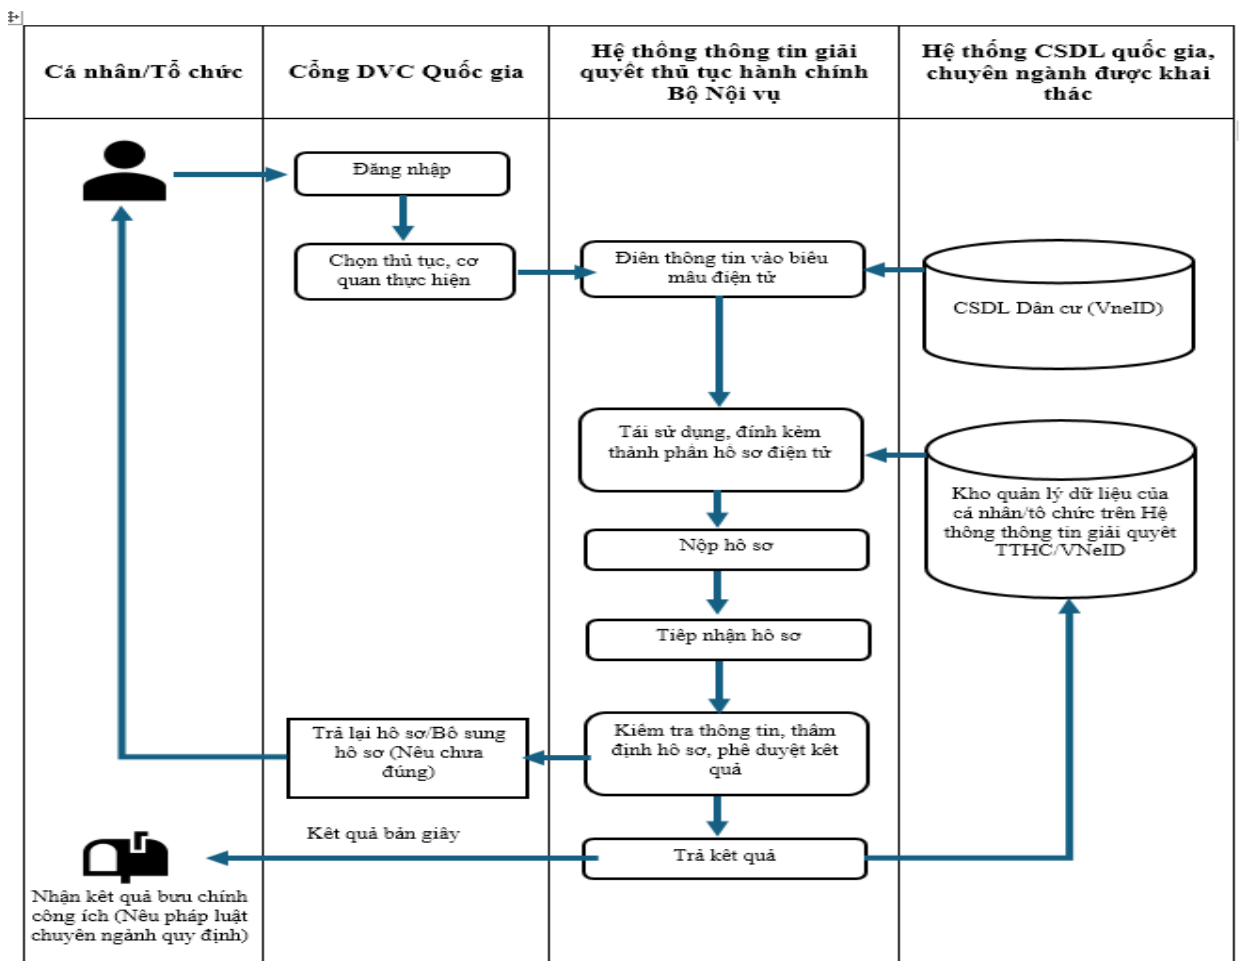 Cá nhân/Tổ chức
Cổng DVC Quốc gia
Hệ thống thông tin giải
quyết thủ tục hành chính
Bộ Nội vụ
Hệ thống CSDL quốc gia,
chuyên ngành được khai
thác
Đăng nhập
Chọn thủ tục, cơ
quan thực hiện
Điền thông tin vào biểu
mẫu điện tử
CSDL Dân cư (VneID)
Tái sử dụng, đính kèm
thành phần hồ sơ điện tử
Kho quản lý dữ liệu của
cá nhân/tổ chức trên Hệ
thống thông tin giải quyết
TTHC/VNeID
Nộp hồ sơ
Tiếp nhận hồ sơ
Kiểm tra thông tin, thẩm
định hồ sơ, phê duyệt kết
quả
Trả lại hồ sơ/Bổ sung
hồ sơ (Nếu chưa
đúng)
Kết quả bản giấy
Trả kết quả
Nhận kết quả bưu chính
công ích (Nếu pháp luật
chuyên ngành quy định)